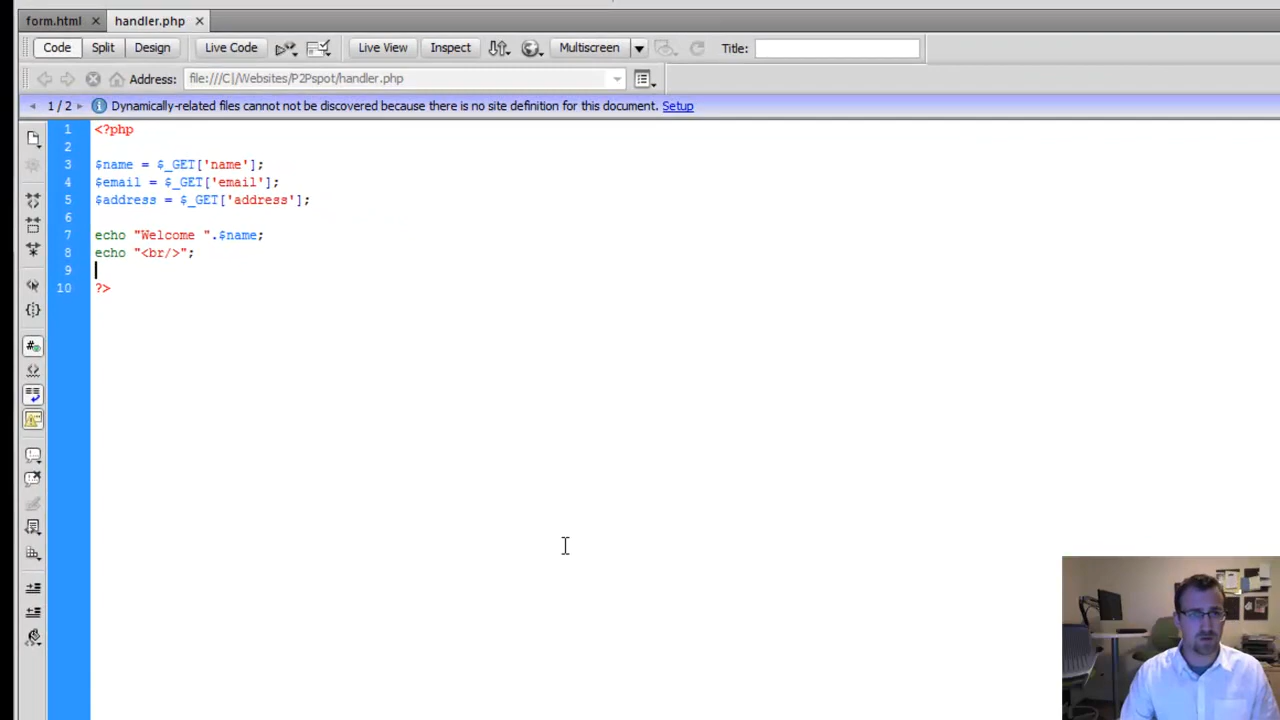 form.html × handler.php ×
Code Split Design Live Code Live View Inspect Multiscreen Title:
Address: file:///C|/Websites/P2Pspot/handler.php
1 / 2 Dynamically-related files cannot not be discovered because there is no site definition for this document. Setup
1 <?php
2
3 $name = $_GET['name'];
4 $email = $_GET['email'];
5 $address = $_GET['address'];
6
7 echo "Welcome ".$name;
8 echo "<br/>";
9
10 ?>